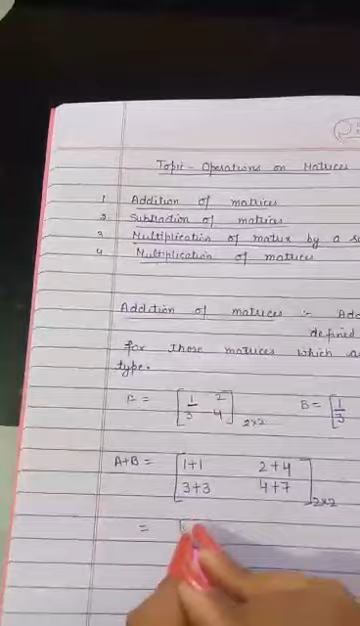 Topic - Operations on Matrices
1 Addition of matrices
2 Subtraction of matrices
3 Multiplication of matrix by a
4 Multiplication of matrices
Addition of matrices :-
defined
for those matrices which
type.
= [1 2 B = [1
3 4] 2×2 3
A+B = [1+1 2+4
3+3 4+7] 2×2
=